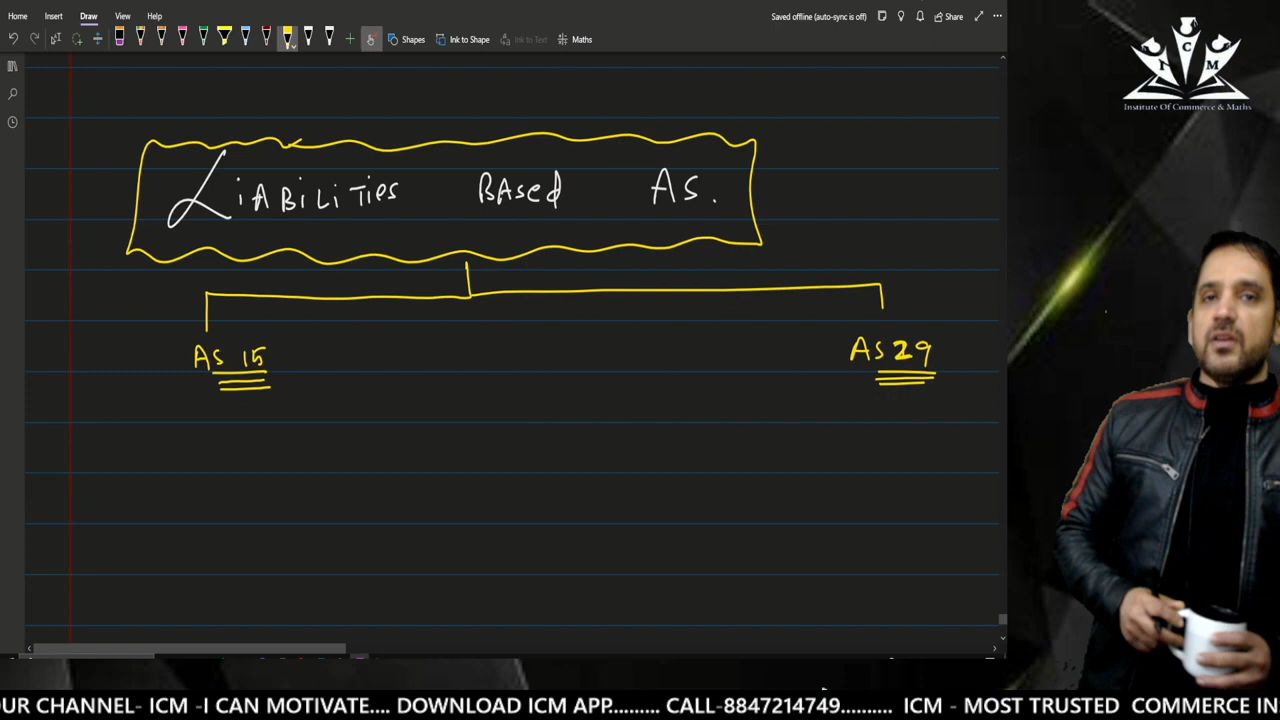 Home Insert Draw View Help
Saved offline (auto-sync is off) Share
Shapes Ink to Shape Ink to Text Maths
I C M
Institute Of Commerce & Maths
LiABiLiTies BAsed As.
As 15 As 29
OUR CHANNEL- ICM -I CAN MOTIVATE.... DOWNLOAD ICM APP......... CALL-8847214749.......... ICM - MOST TRUSTED COMMERCE IN